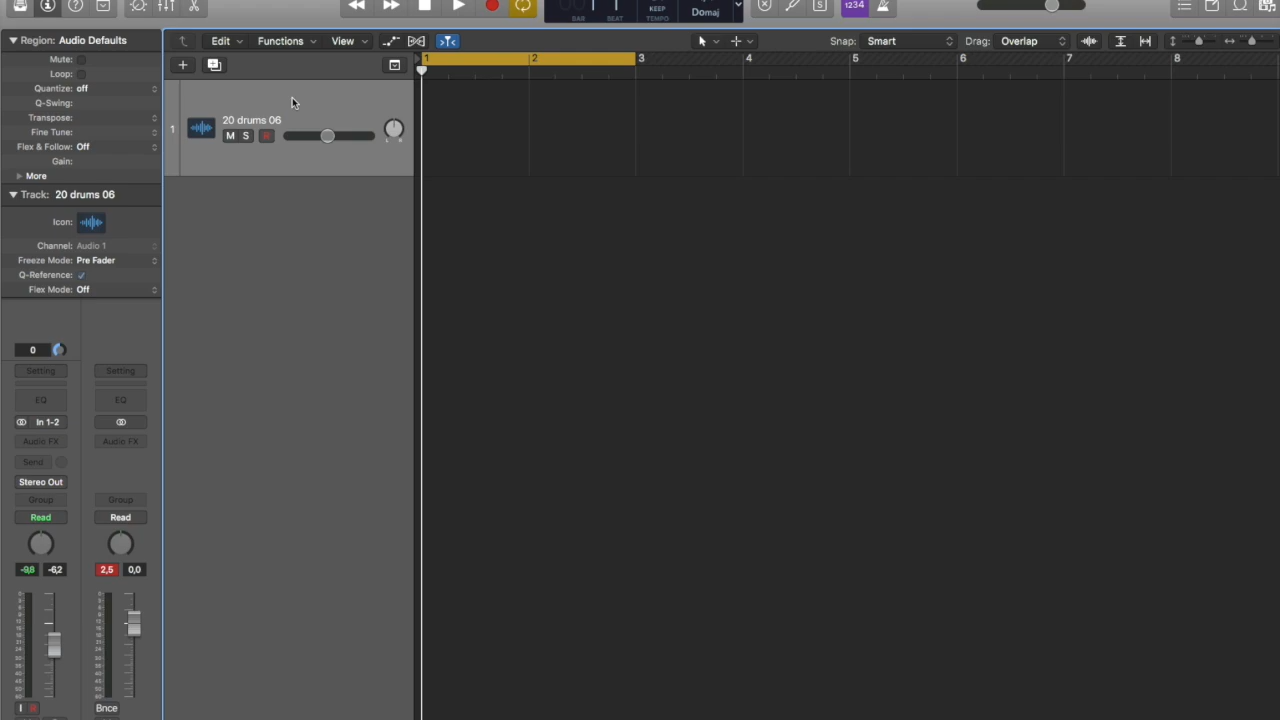 1234
BAR
BEAT
KEEP
TEMPO
Domaj
Region: Audio Defaults
Edit
Functions
View
Snap: Smart
Drag: Overlap
Mute:
Loop:
Quantize: off
Q-Swing:
Transpose:
Fine Tune:
Flex & Follow: Off
Gain:
More
Track: 20 drums 06
Icon:
Channel: Audio 1
Freeze Mode: Pre Fader
Q-Reference:
Flex Mode: Off
1 2 3 4 5 6 7 8
1
20 drums 06
M S R
L R
0
Setting Setting
EQ EQ
In 1-2
Audio FX Audio FX
Send
Stereo Out
Group Group
Read Read
-9,8 -6,2 2,5 0,0
I R Bnce